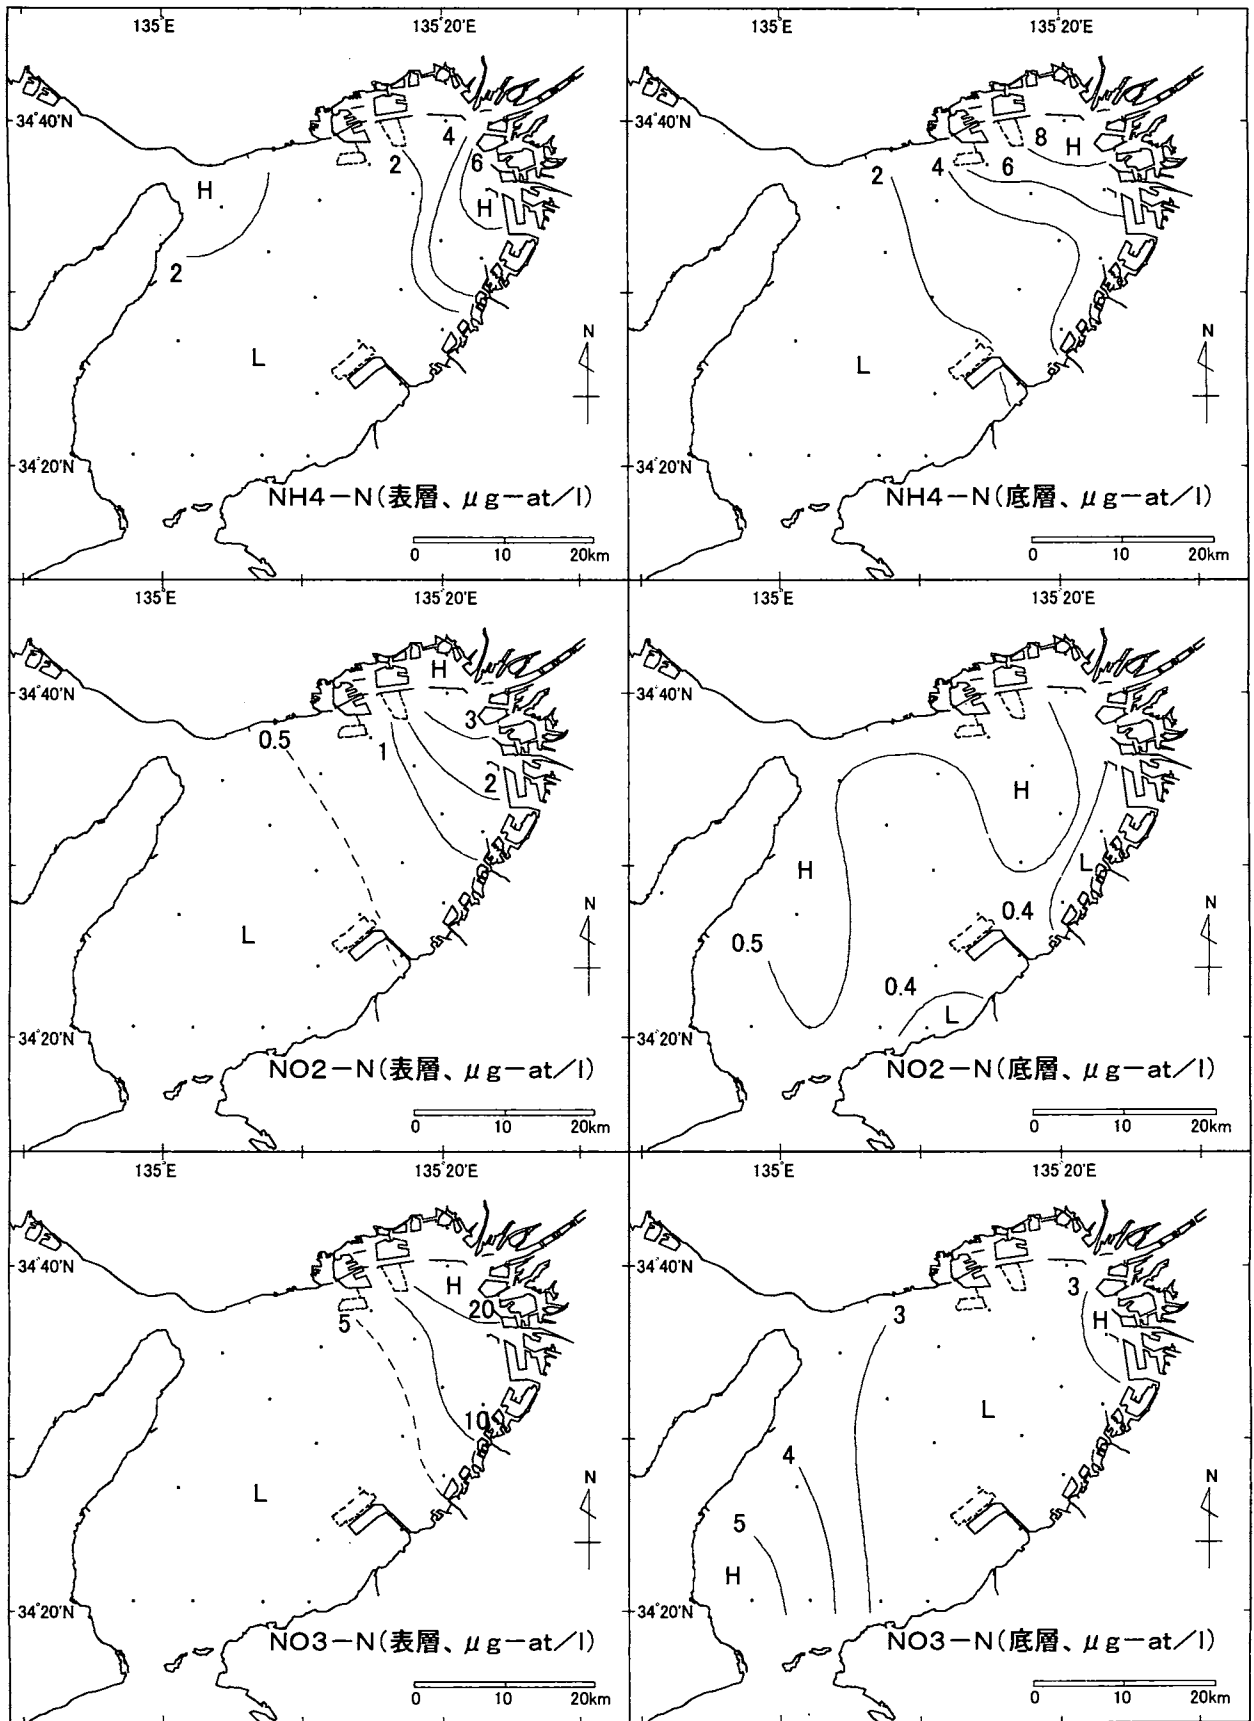 135°E 135°20'E
34°40'N
4
2
6
H
H
2
L
N
34°20'N
NH4-N(表層、μg-at/l)
0 10 20km
135°E 135°20'E
34°40'N
8
H
2
4
6
L
N
34°20'N
NH4-N(底層、μg-at/l)
0 10 20km
135°E 135°20'E
34°40'N
H
3
0.5
1
2
L
N
34°20'N
NO2-N(表層、μg-at/l)
0 10 20km
135°E 135°20'E
34°40'N
H
H
L
0.4
0.5
N
0.4
L
34°20'N
NO2-N(底層、μg-at/l)
0 10 20km
135°E 135°20'E
34°40'N
H
20
5
10
L
N
34°20'N
NO3-N(表層、μg-at/l)
0 10 20km
135°E 135°20'E
34°40'N
3
3
H
L
4
N
5
H
34°20'N
NO3-N(底層、μg-at/l)
0 10 20km